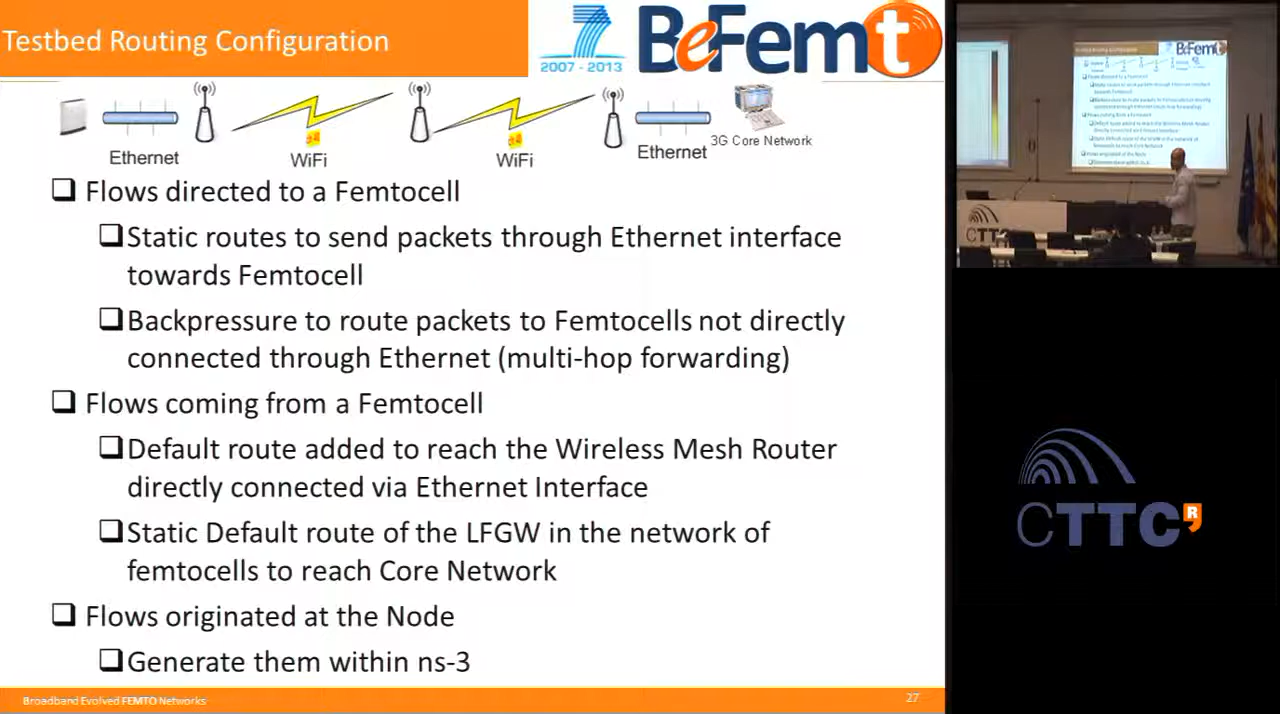 Testbed Routing Configuration
7
2007 - 2013
BeFemt
Ethernet
WiFi
WiFi
Ethernet
3G Core Network
Flows directed to a Femtocell
Static routes to send packets through Ethernet interface
towards Femtocell
Backpressure to route packets to Femtocells not directly
connected through Ethernet (multi-hop forwarding)
Flows coming from a Femtocell
Default route added to reach the Wireless Mesh Router
directly connected via Ethernet Interface
Static Default route of the LFGW in the network of
femtocells to reach Core Network
Flows originated at the Node
Generate them within ns-3
Broadband Evolved FEMTO Networks
27
CTTC
CTTC R